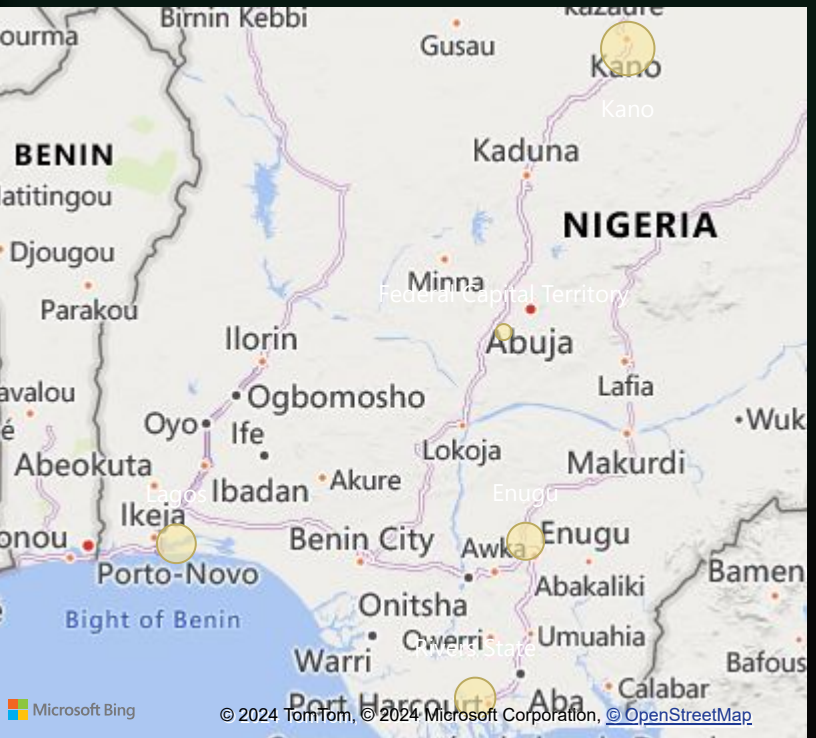 Birnin Kebbi
Kazaure
ourma
Gusau
Kano
Kano
BENIN
Kaduna
latitingou
NIGERIA
Djougou
Minna
Federal Capital Territory
Parakou
Ilorin
Abuja
avalou
Ogbomosho
Lafia
é
Oyo
Ife
Wuk
Lokoja
Abeokuta
Makurdi
Akure
Lagos
Ibadan
Enugu
Ikeja
onou
Benin City
Awka
Enugu
Porto-Novo
Abakaliki
Bamen
Onitsha
Bight of Benin
Owerri
Umuahia
Rivers State
Warri
Bafous
Calabar
Port Harcourt
Aba
Microsoft Bing
© 2024 TomTom, © 2024 Microsoft Corporation, © OpenStreetMap